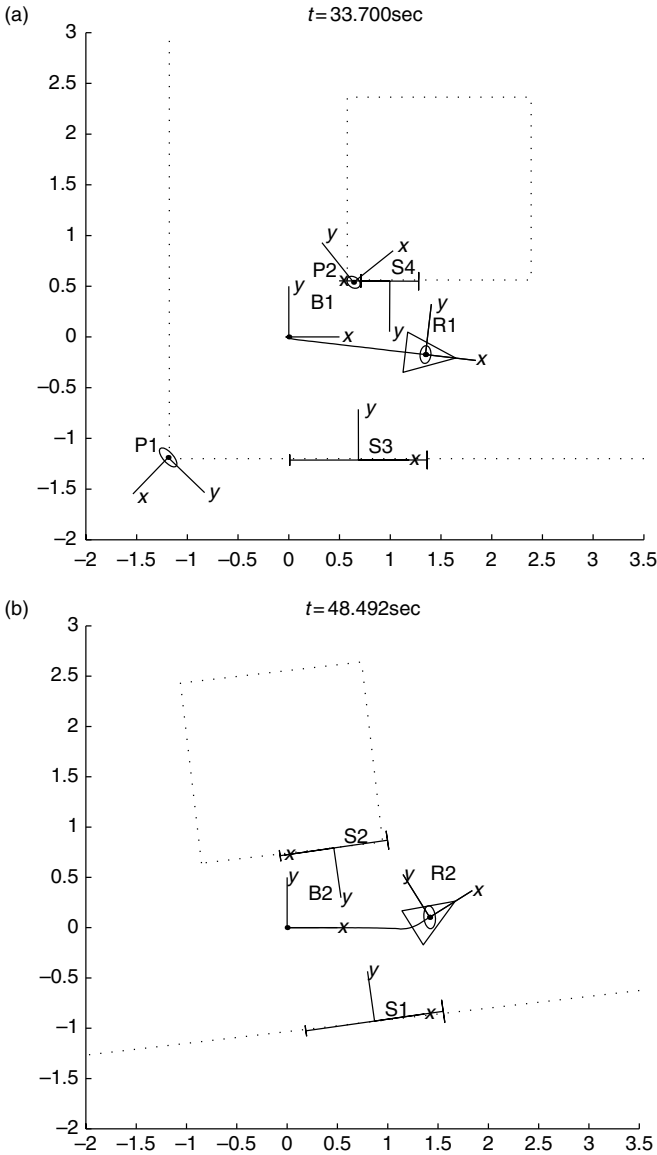 (a)
t=33.700sec
3
2.5
2
1.5
1
0.5
0
−0.5
−1
−1.5
−2
−2 −1.5 −1 −0.5 0 0.5 1 1.5 2 2.5 3 3.5
y x
P2 x S4
y B1 y y R1
x x
y
P1 S3 x
x y
(b)
t=48.492sec
3
2.5
2
1.5
1
0.5
0
−0.5
−1
−1.5
−2
−2 −1.5 −1 −0.5 0 0.5 1 1.5 2 2.5 3 3.5
x S2
y B2 y y R2 x
x
y
S1 x